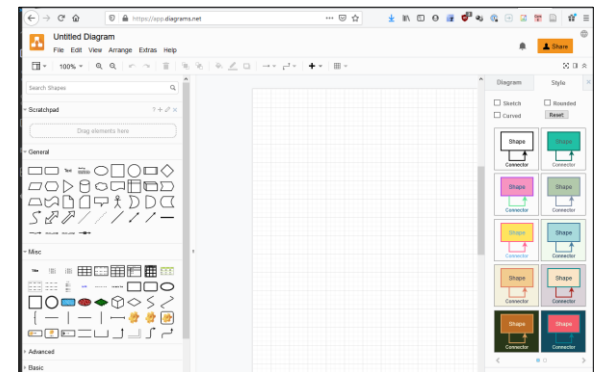 https://app.diagrams.net
Untitled Diagram
File Edit View Arrange Extras Help
Share
100%
Search Shapes
Diagram Style
Scratchpad
Sketch Rounded
Curved Reset
Drag elements here
General
Text
Shape Shape
Connector Connector
Shape Shape
Connector Connector
Misc
Shape Shape
Connector Connector
Title
Shape Shape
Connector Connector
Shape Shape
Connector Connector
Advanced
Basic